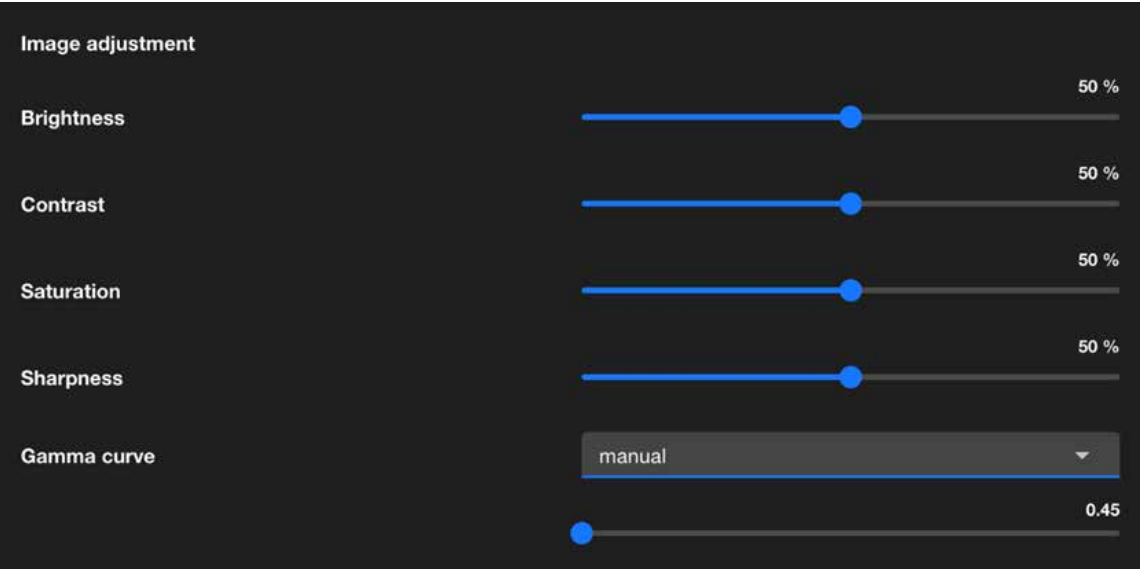 Image adjustment
50 %
Brightness
50 %
Contrast
50 %
Saturation
50 %
Sharpness
Gamma curve
manual
0.45